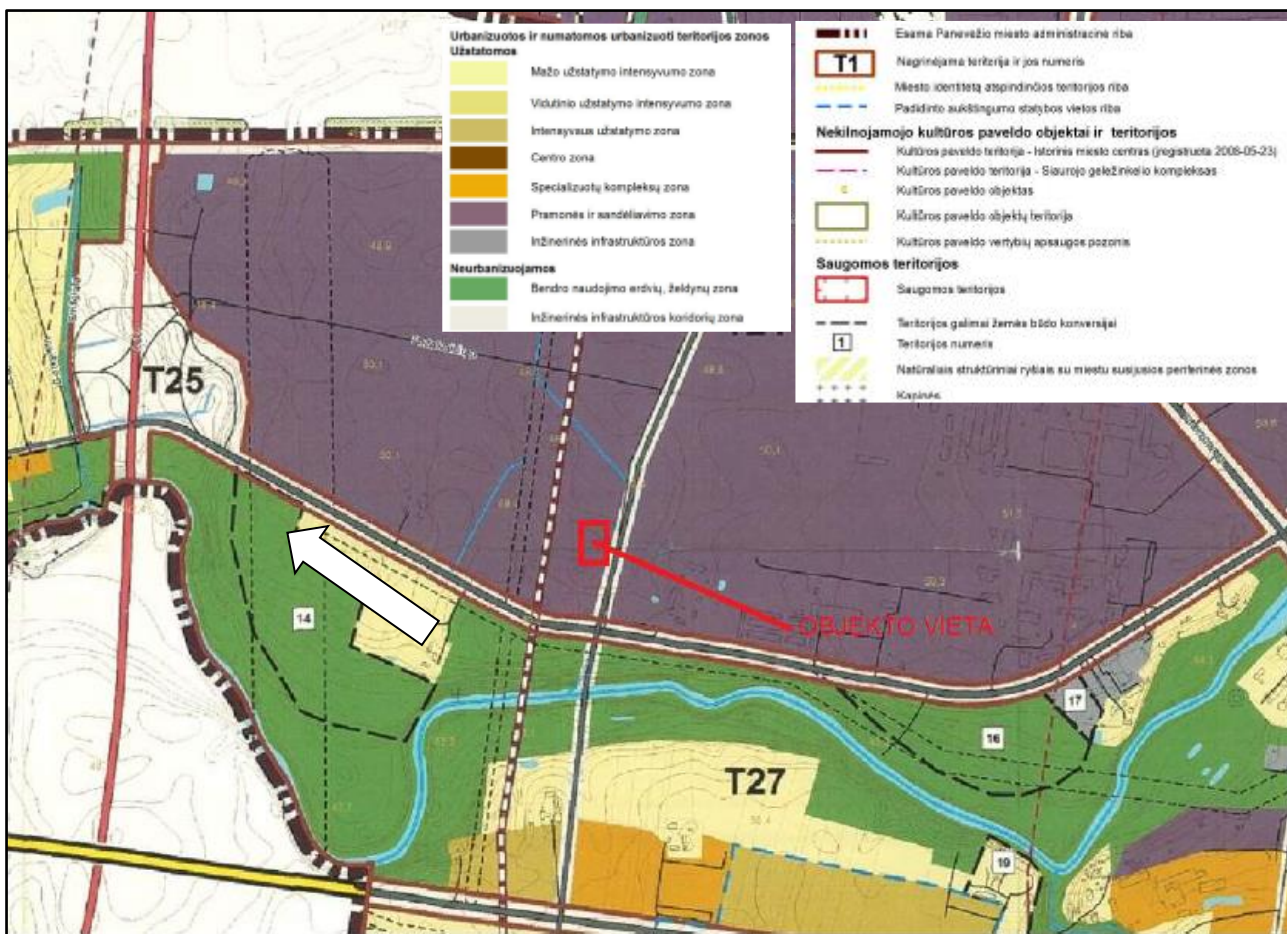 Urbanizuotos ir numatomos urbanizuoti teritorijos zonos
Užstatomos
Mažo užstatymo intensyvumo zona
Vidutinio užstatymo intensyvumo zona
Intensyvaus užstatymo zona
Centro zona
Specializuotų kompleksų zona
Pramonės ir sandėliavimo zona
Inžinerinės infrastruktūros zona
Neurbanizuojamos
Bendro naudojimo erdvių, želdynų zona
Inžinerinės infrastruktūros koridorių zona
Esama Panevėžio miesto administracinė riba
T1
Nagrinėjama teritorija ir jos numeris
Miesto identitetą atspindinčios teritorijos riba
Padidinto aukštingumo statybos vietos riba
Nekilnojamojo kultūros paveldo objektai ir teritorijos
Kultūros paveldo teritorija - Istorinis miesto centras (įregistruota 2008-05-23)
Kultūros paveldo teritorija - Siaurojo geležinkelio kompleksas
Kultūros paveldo objektas
Kultūros paveldo objektų teritorija
Kultūros paveldo vertybių apsaugos pozonis
Saugomos teritorijos
Saugomos teritorijos
Teritorijos galimai žemės būdo konversijai
1
Teritorijos numeris
Natūraliais struktūriniai ryšiais su miestu susijusios periferinės zonos
Kapinės
T25
OBJEKTO VIETA
14
17
16
T27
19